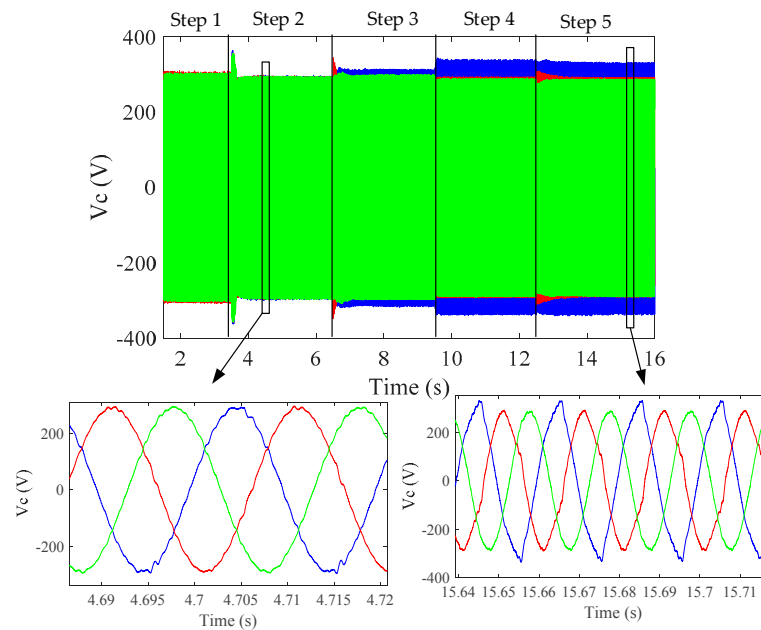 Step 1 Step 2 Step 3 Step 4 Step 5
400
200
0
-200
-400
Vc (V)
2 4 6 8 10 12 14 16
Time (s)
200
0
-200
Vc (V)
4.69 4.695 4.7 4.705 4.71 4.715 4.72
Time (s)
200
0
-200
-400
Vc (V)
15.64 15.65 15.66 15.67 15.68 15.69 15.7 15.71
Time (s)